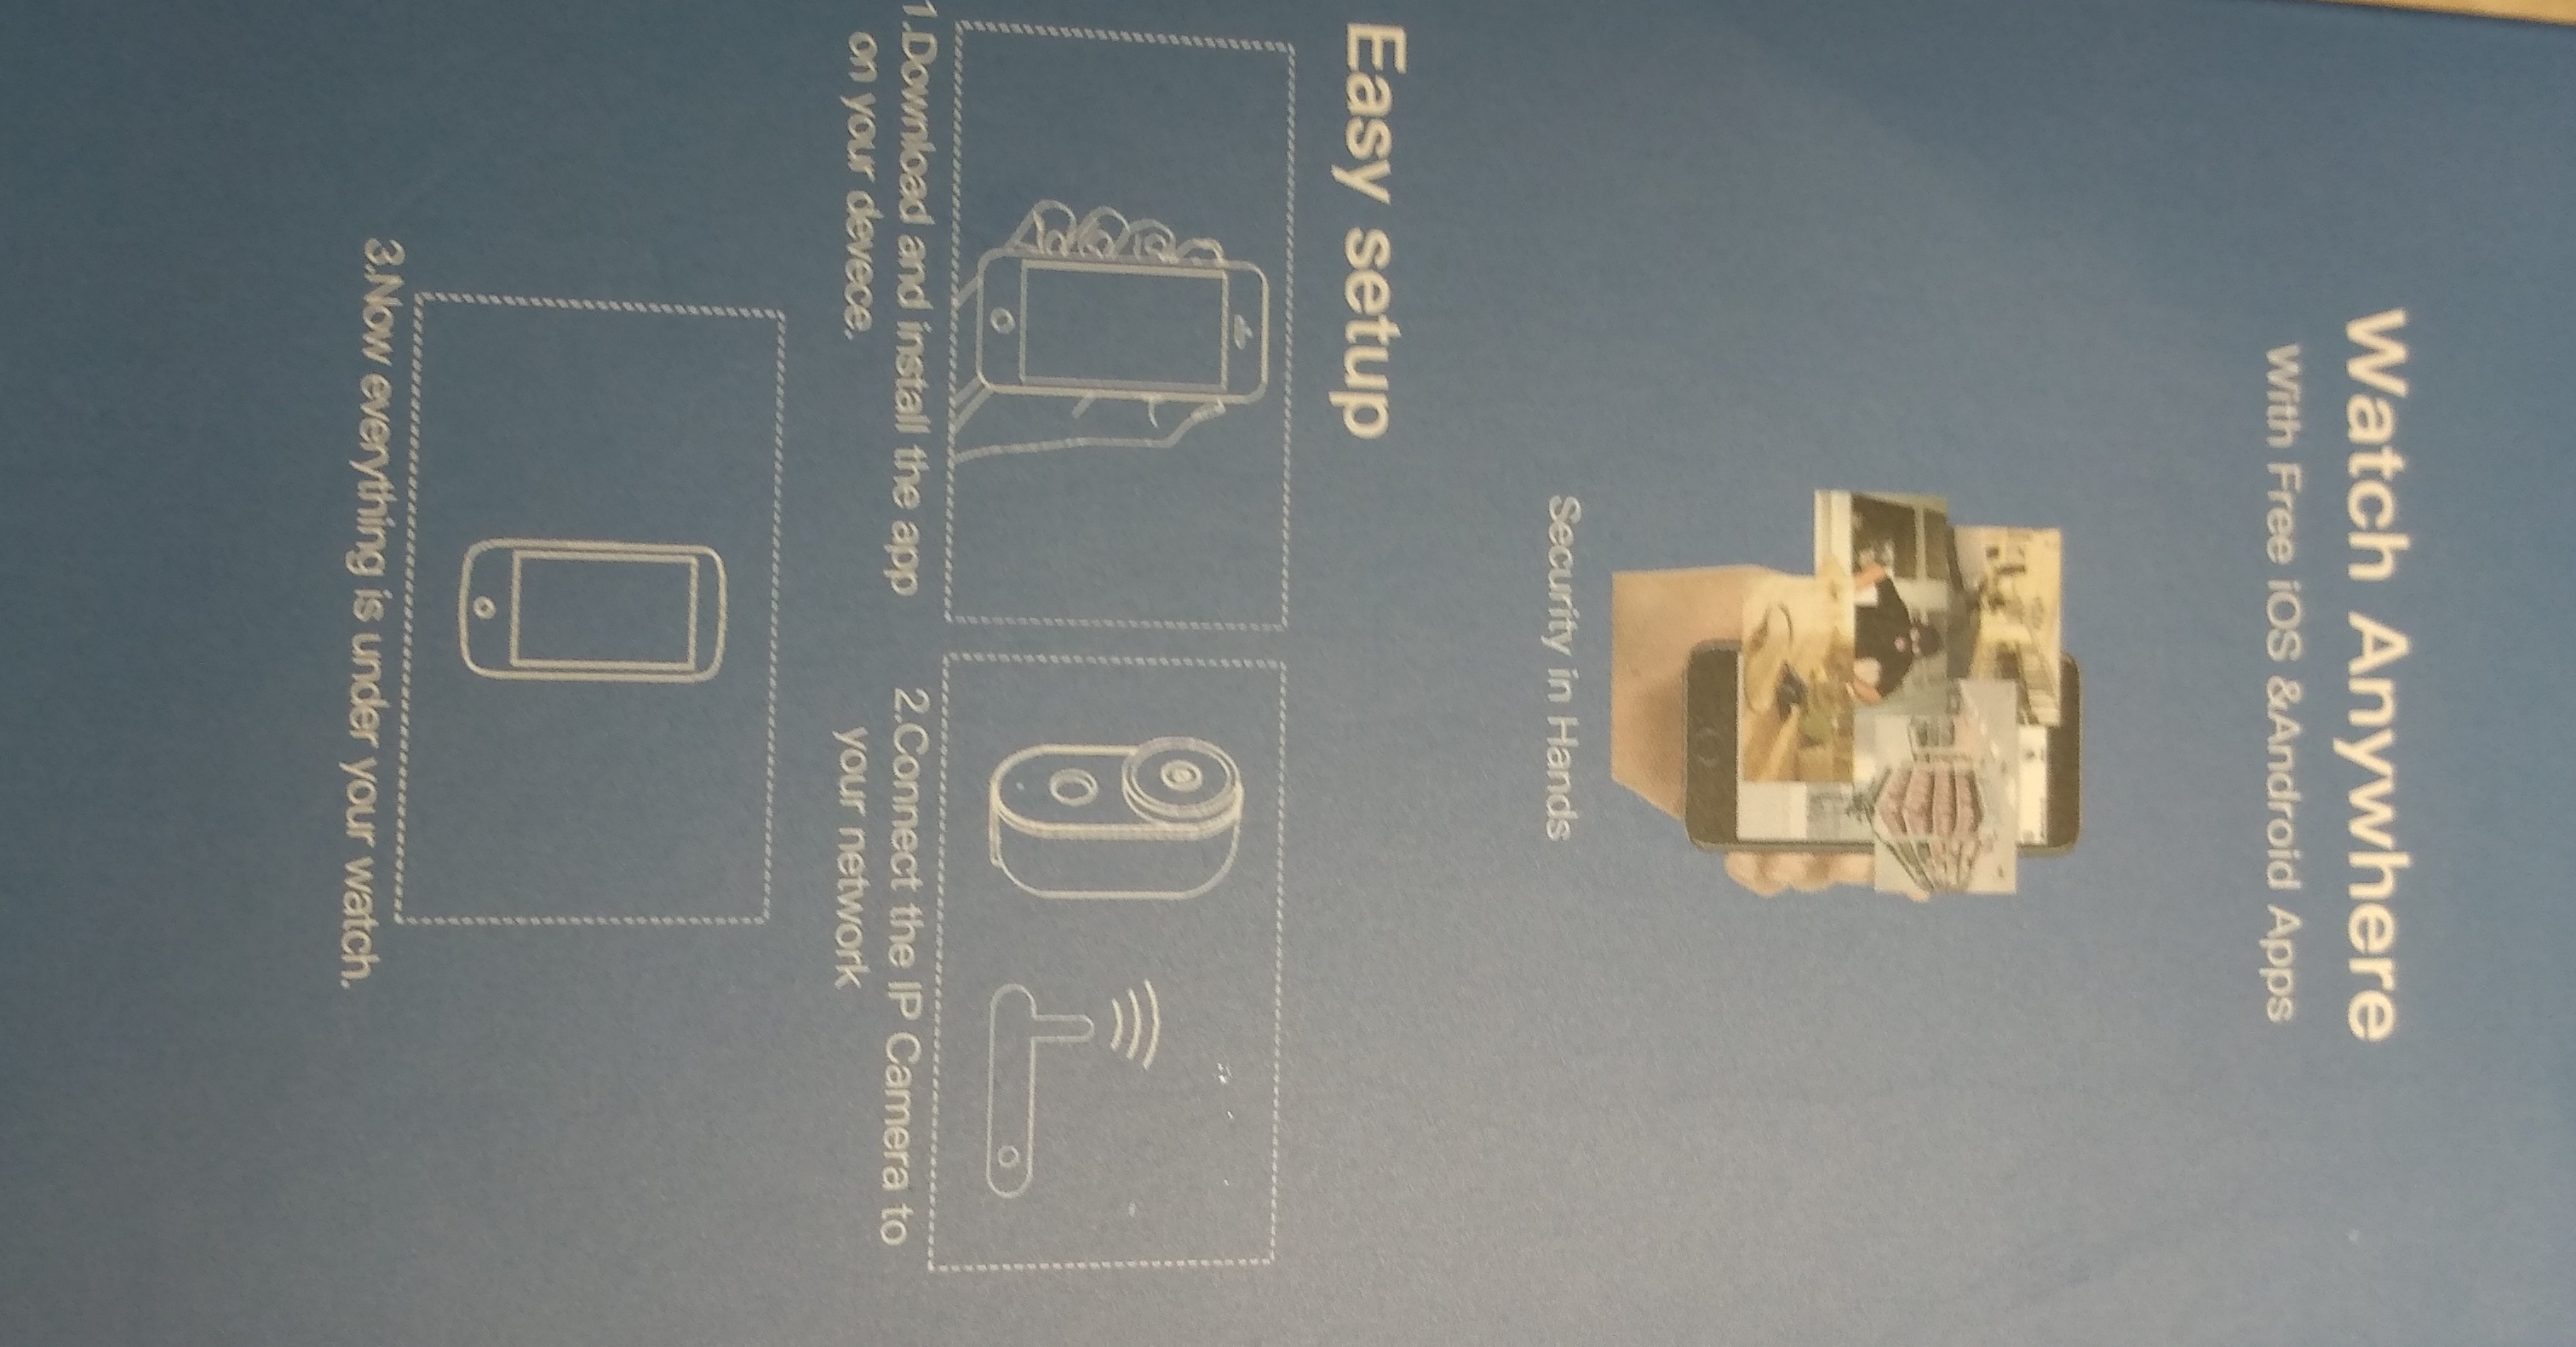 Watch Anywhere
With Free iOS &Android Apps
Security in Hands
Easy setup
1.Download and install the app
on your devece.
2.Connect the IP Camera to
your network
3.Now everything is under your watch.